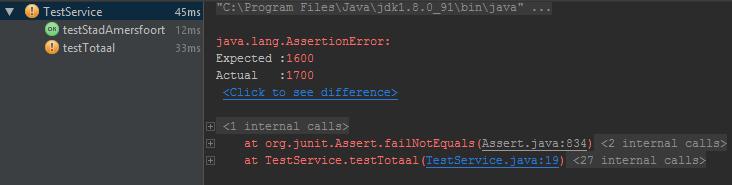 TestService 45ms
OK testStadAmersfoort 12ms
testTotaal 33ms
"C:\Program Files\Java\jdk1.8.0_91\bin\java" ...
java.lang.AssertionError:
Expected :1600
Actual   :1700
<Click to see difference>
<1 internal calls>
at org.junit.Assert.failNotEquals(Assert.java:834) <2 internal calls>
at TestService.testTotaal(TestService.java:19) <27 internal calls>